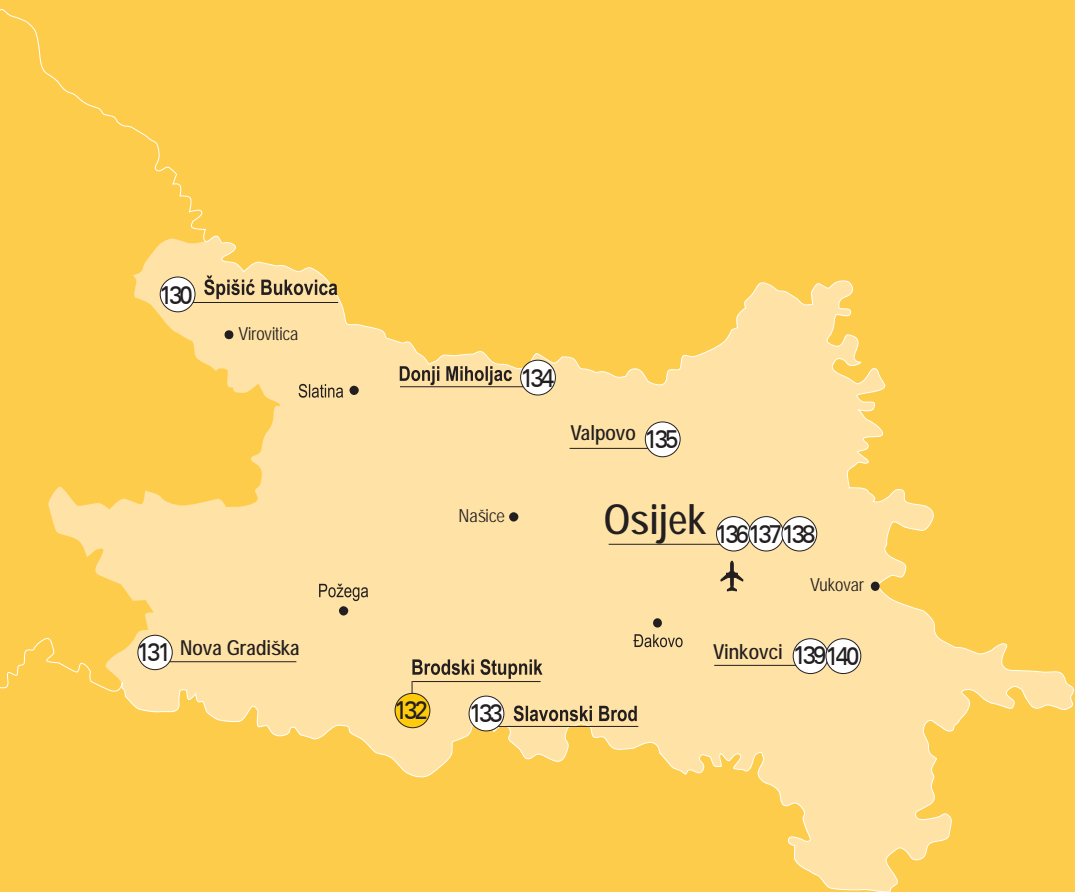 130 Špišić Bukovica
Virovitica
Donji Miholjac 134
Slatina
Valpovo 135
Našice
Osijek 136 137 138
Vukovar
Požega
Đakovo
131 Nova Gradiška
Vinkovci 139 140
Brodski Stupnik
132
133 Slavonski Brod